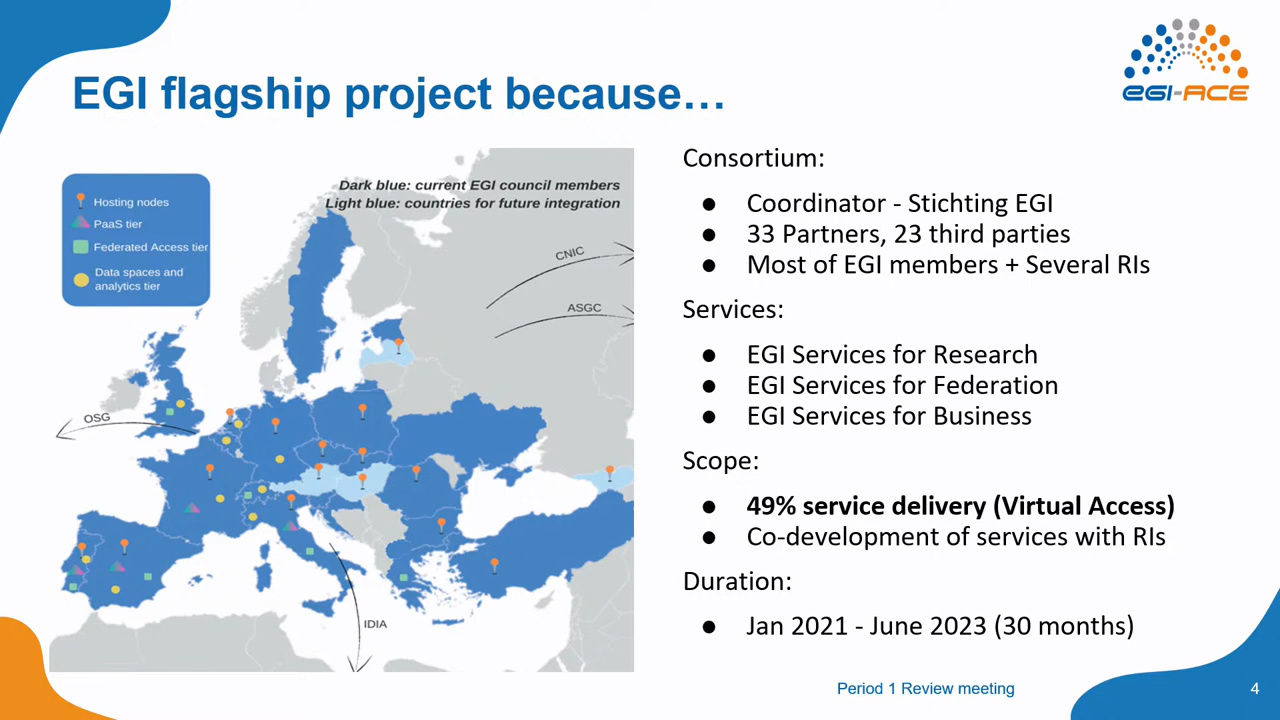 EGI-ACE
EGI flagship project because…
Dark blue: current EGI council members
Light blue: countries for future integration
Hosting nodes
PaaS tier
Federated Access tier
Data spaces and
analytics tier
CNIC
ASGC
OSG
IDIA
Consortium:
● Coordinator - Stichting EGI
● 33 Partners, 23 third parties
● Most of EGI members + Several RIs
Services:
● EGI Services for Research
● EGI Services for Federation
● EGI Services for Business
Scope:
● 49% service delivery (Virtual Access)
● Co-development of services with RIs
Duration:
● Jan 2021 - June 2023 (30 months)
Period 1 Review meeting
4